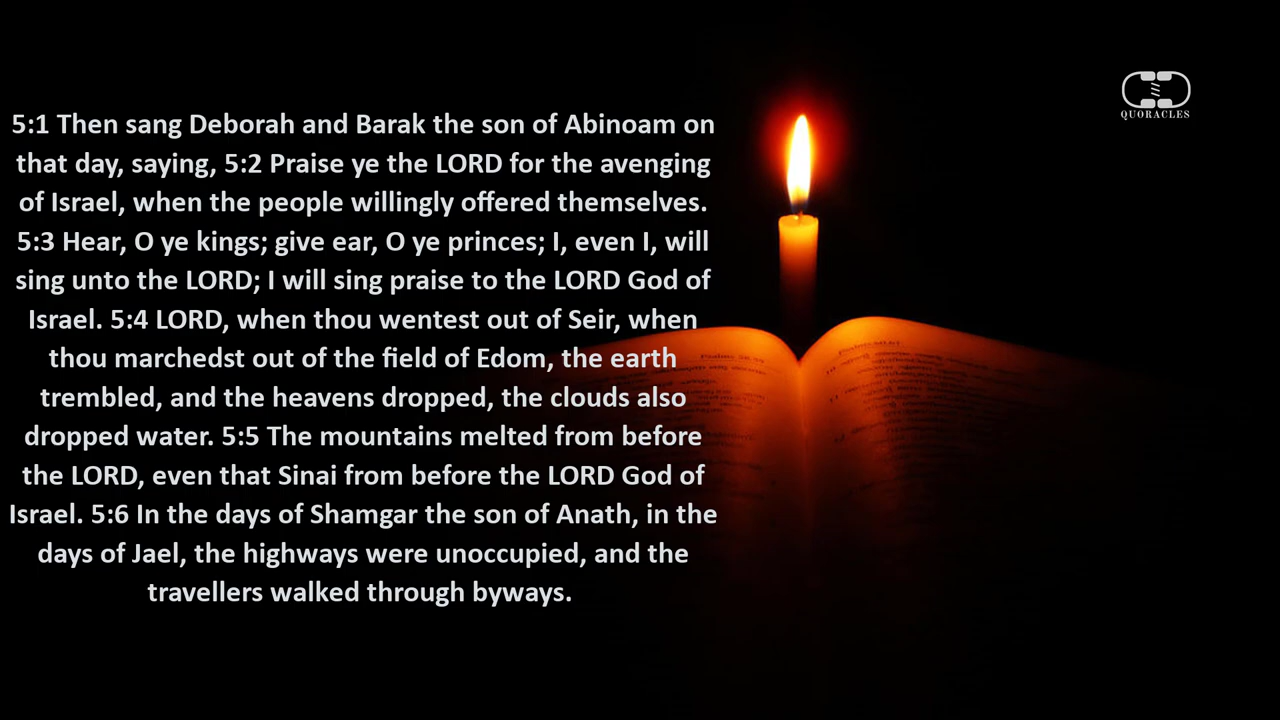 5:1 Then sang Deborah and Barak the son of Abinoam on
that day, saying, 5:2 Praise ye the LORD for the avenging
of Israel, when the people willingly offered themselves.
5:3 Hear, O ye kings; give ear, O ye princes; I, even I, will
sing unto the LORD; I will sing praise to the LORD God of
Israel. 5:4 LORD, when thou wentest out of Seir, when
thou marchedst out of the field of Edom, the earth
trembled, and the heavens dropped, the clouds also
dropped water. 5:5 The mountains melted from before
the LORD, even that Sinai from before the LORD God of
Israel. 5:6 In the days of Shamgar the son of Anath, in the
days of Jael, the highways were unoccupied, and the
travellers walked through byways.
QUORACLES